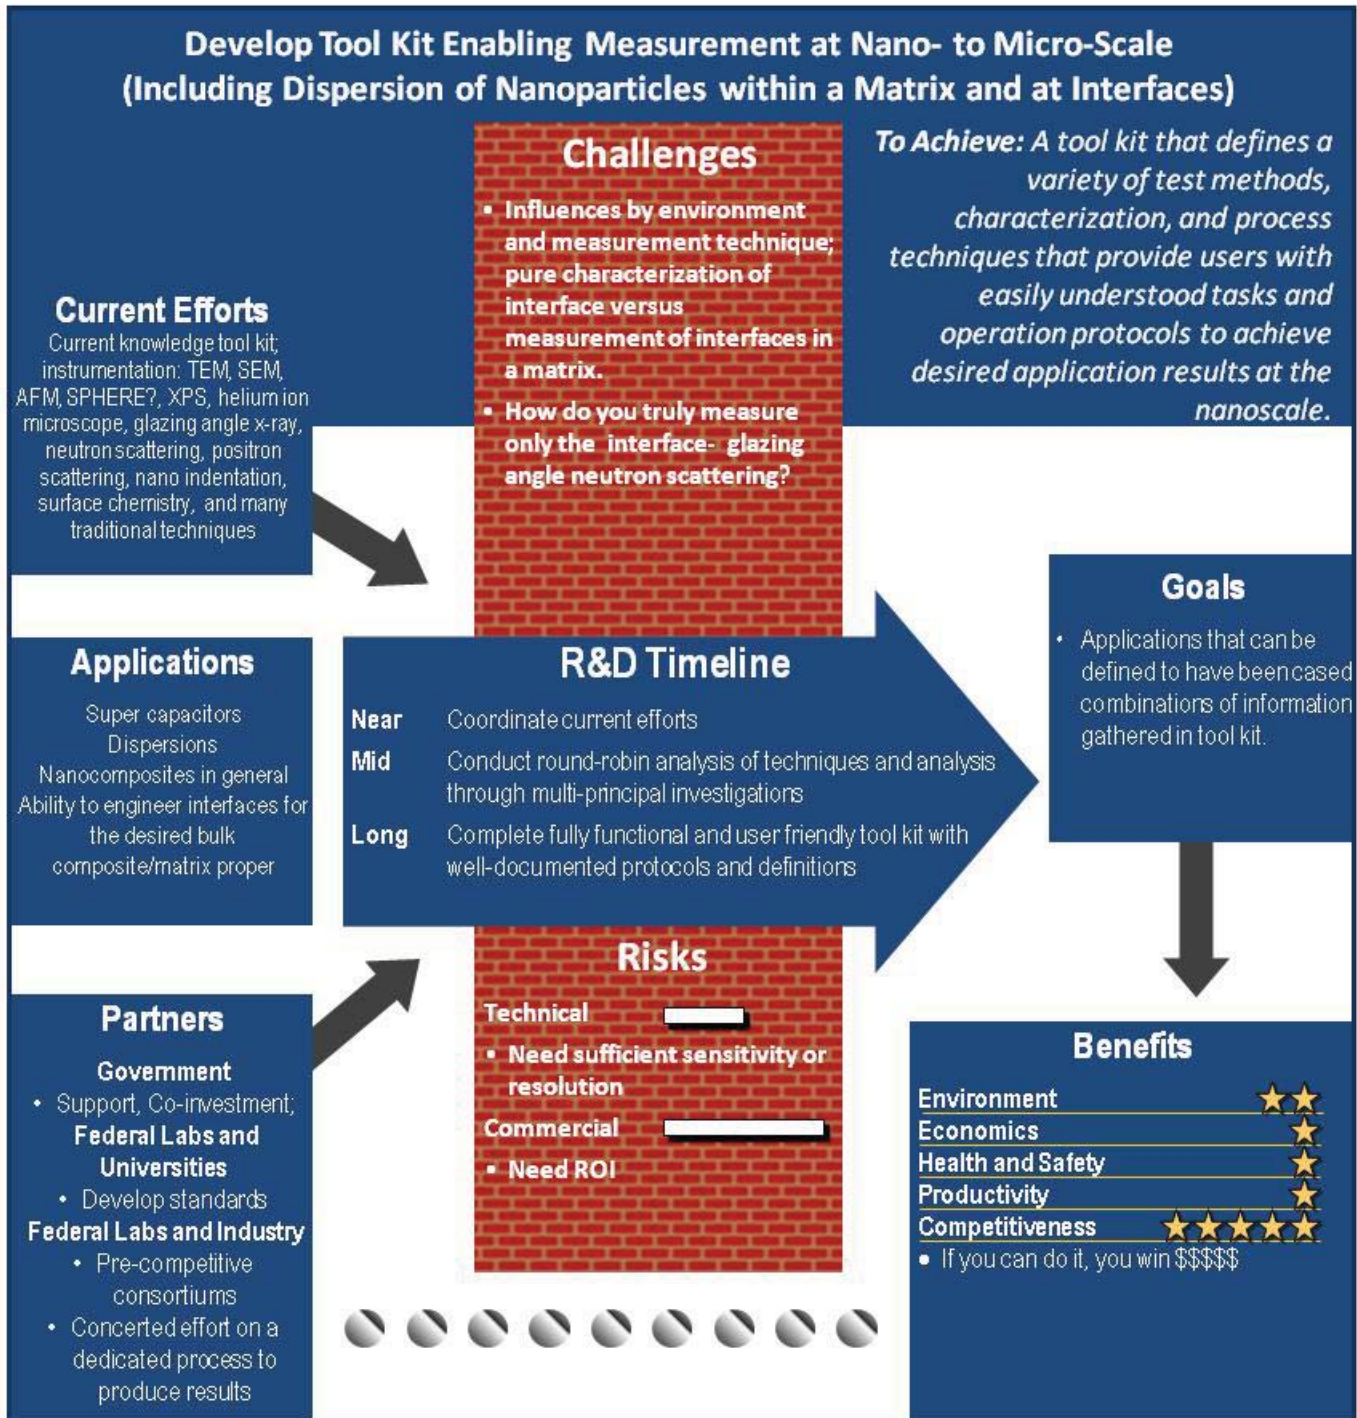 Develop Tool Kit Enabling Measurement at Nano- to Micro-Scale
(Including Dispersion of Nanoparticles within a Matrix and at Interfaces)
To Achieve: A tool kit that defines a
variety of test methods,
characterization, and process
techniques that provide users with
easily understood tasks and
operation protocols to achieve
desired application results at the
nanoscale.
Challenges
• Influences by environment
and measurement technique;
pure characterization of
interface versus
measurement of interfaces in
a matrix.
• How do you truly measure
only the interface- glazing
angle neutron scattering?
Current Efforts
Current knowledge tool kit;
instrumentation: TEM, SEM,
AFM, SPHERE?, XPS, helium ion
microscope, glazing angle x-ray,
neutron scattering, positron
scattering, nano indentation,
surface chemistry, and many
traditional techniques
Applications
Super capacitors
Dispersions
Nanocomposites in general
Ability to engineer interfaces for
the desired bulk
composite/matrix proper
Partners
Government
• Support, Co-investment;
Federal Labs and
Universities
• Develop standards
Federal Labs and Industry
• Pre-competitive
consortiums
• Concerted effort on a
dedicated process to
produce results
R&D Timeline
Near Coordinate current efforts
Mid Conduct round-robin analysis of techniques and analysis
through multi-principal investigations
Long Complete fully functional and user friendly tool kit with
well-documented protocols and definitions
Risks
Technical
• Need sufficient sensitivity or
resolution
Commercial
• Need ROI
Goals
• Applications that can be
defined to have been cased
combinations of information
gathered in tool kit.
Benefits
Environment
Economics
Health and Safety
Productivity
Competitiveness
• If you can do it, you win $$$$$